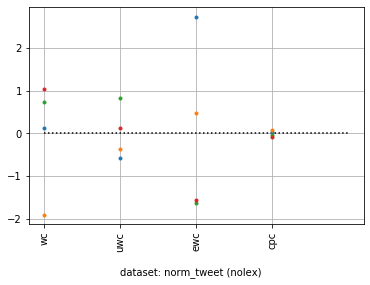 2
1
0
−1
−2
wc
uwc
ewc
cpc
dataset: norm_tweet (nolex)